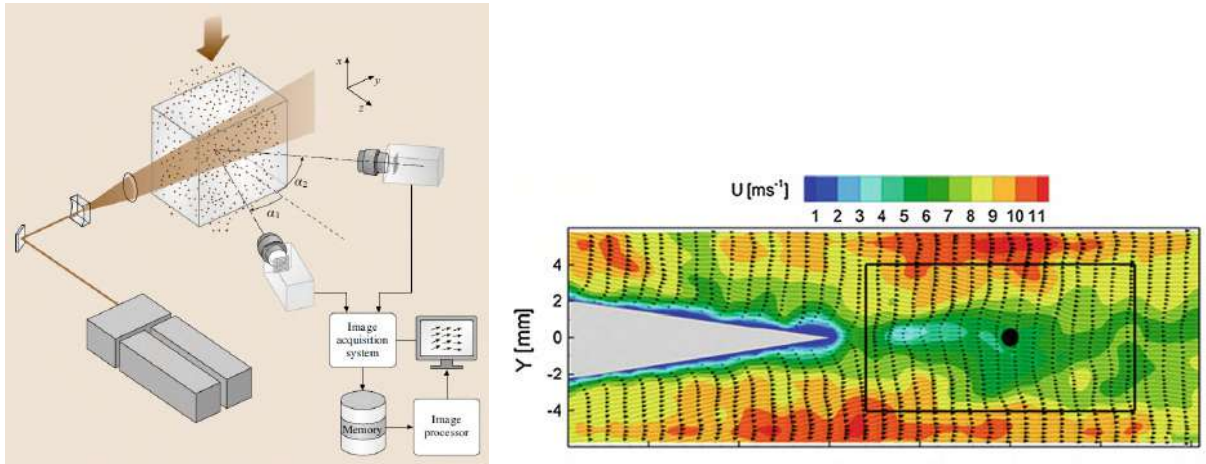 x
y
z
α2
α1
Image
acquisition
system
Memory
Image
processor
U [ms-1]
1 2 3 4 5 6 7 8 9 10 11
Y [mm]
4
2
0
-2
-4